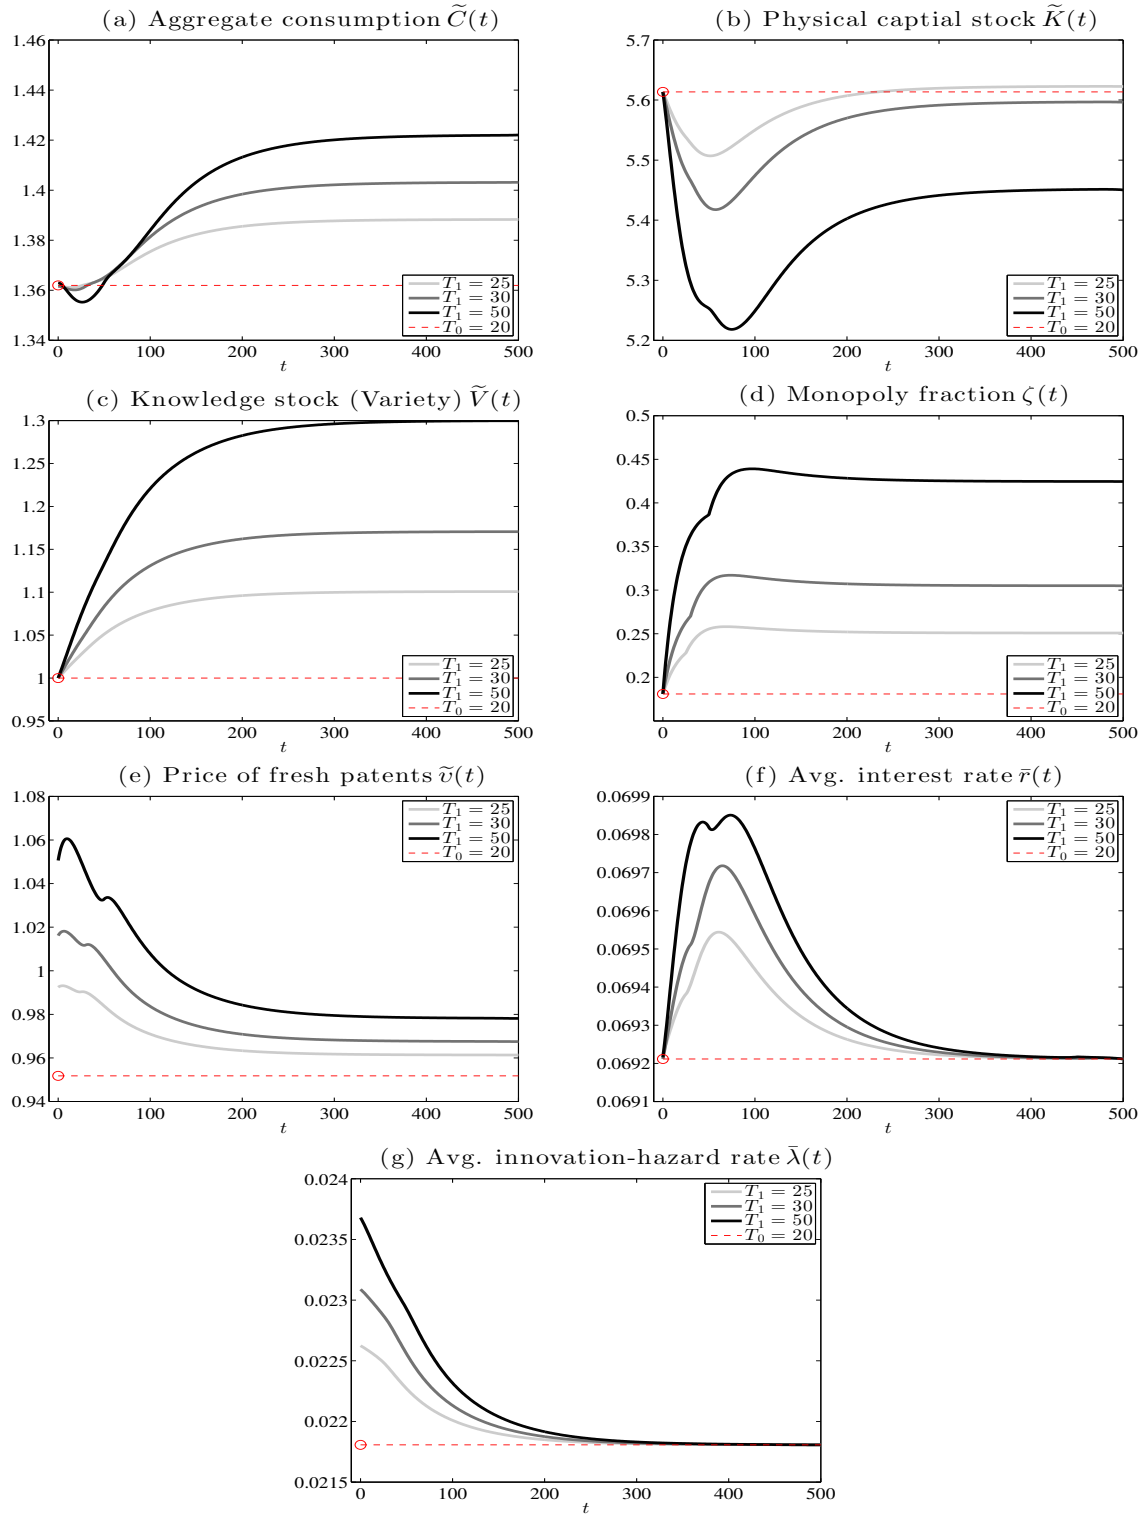 (a) Aggregate consumption C̃(t)
1.46
1.44
1.42
1.4
1.38
1.36
1.34
0 100 200 300 400 500
t
T₁ = 25
T₁ = 30
T₁ = 50
T₀ = 20
(b) Physical captial stock K̃(t)
5.7
5.6
5.5
5.4
5.3
5.2
0 100 200 300 400 500
t
T₁ = 25
T₁ = 30
T₁ = 50
T₀ = 20
(c) Knowledge stock (Variety) Ṽ(t)
1.3
1.25
1.2
1.15
1.1
1.05
1
0.95
0 100 200 300 400 500
t
T₁ = 25
T₁ = 30
T₁ = 50
T₀ = 20
(d) Monopoly fraction ζ(t)
0.5
0.45
0.4
0.35
0.3
0.25
0.2
0 100 200 300 400 500
t
T₁ = 25
T₁ = 30
T₁ = 50
T₀ = 20
(e) Price of fresh patents ṽ(t)
1.08
1.06
1.04
1.02
1
0.98
0.96
0.94
0 100 200 300 400 500
t
T₁ = 25
T₁ = 30
T₁ = 50
T₀ = 20
(f) Avg. interest rate r̄(t)
0.0699
0.0698
0.0697
0.0696
0.0695
0.0694
0.0693
0.0692
0.0691
0 100 200 300 400 500
t
T₁ = 25
T₁ = 30
T₁ = 50
T₀ = 20
(g) Avg. innovation-hazard rate λ̄(t)
0.024
0.0235
0.023
0.0225
0.022
0.0215
0 100 200 300 400 500
t
T₁ = 25
T₁ = 30
T₁ = 50
T₀ = 20